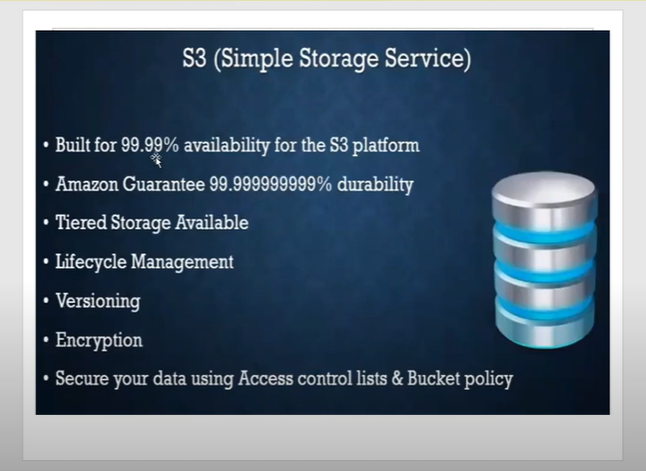 S3 (Simple Storage Service)
• Built for 99.99% availability for the S3 platform
• Amazon Guarantee 99.999999999% durability
• Tiered Storage Available
• Lifecycle Management
• Versioning
• Encryption
• Secure your data using Access control lists & Bucket policy